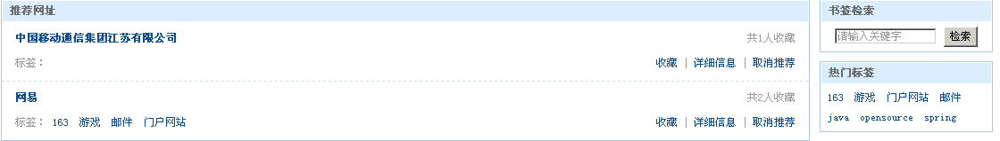 推荐网址
中国移动通信集团江苏有限公司 共1人收藏
标签： 收藏 | 详细信息 | 取消推荐
网易 共2人收藏
标签： 163 游戏 邮件 门户网站 收藏 | 详细信息 | 取消推荐
书签检索
请输入关键字 检索
热门标签
163 游戏 门户网站 邮件
java opensource spring